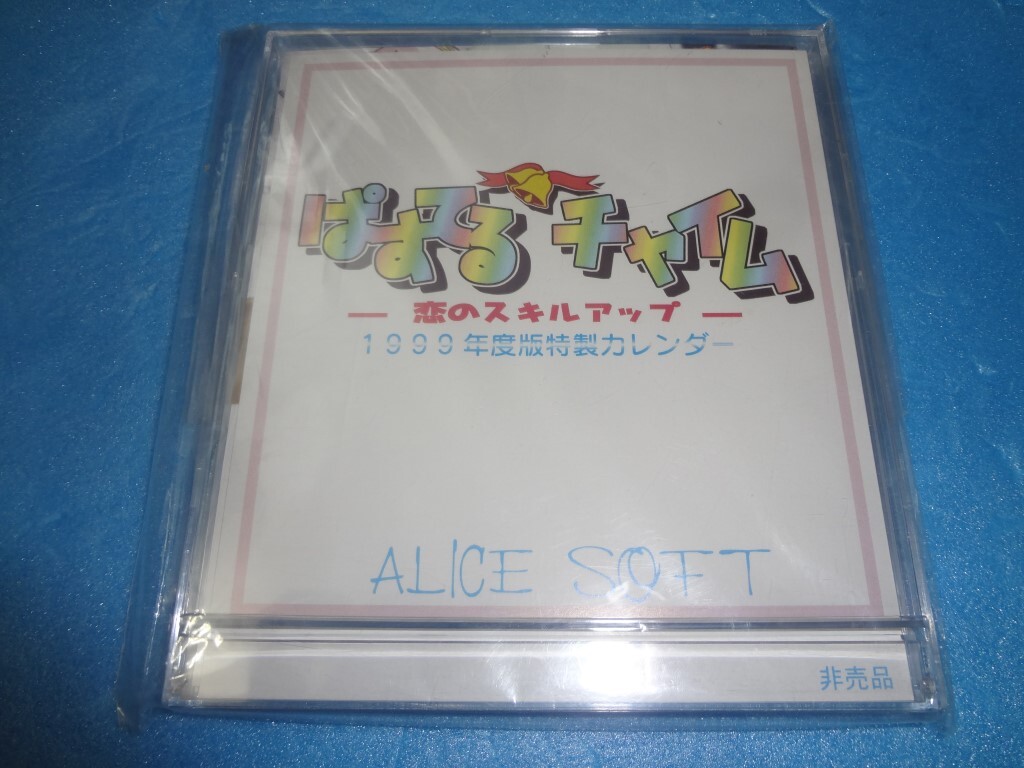 ぱすてるチャイム
― 恋のスキルアップ ―
1999年度版特製カレンダー
ALICE SOFT
非売品